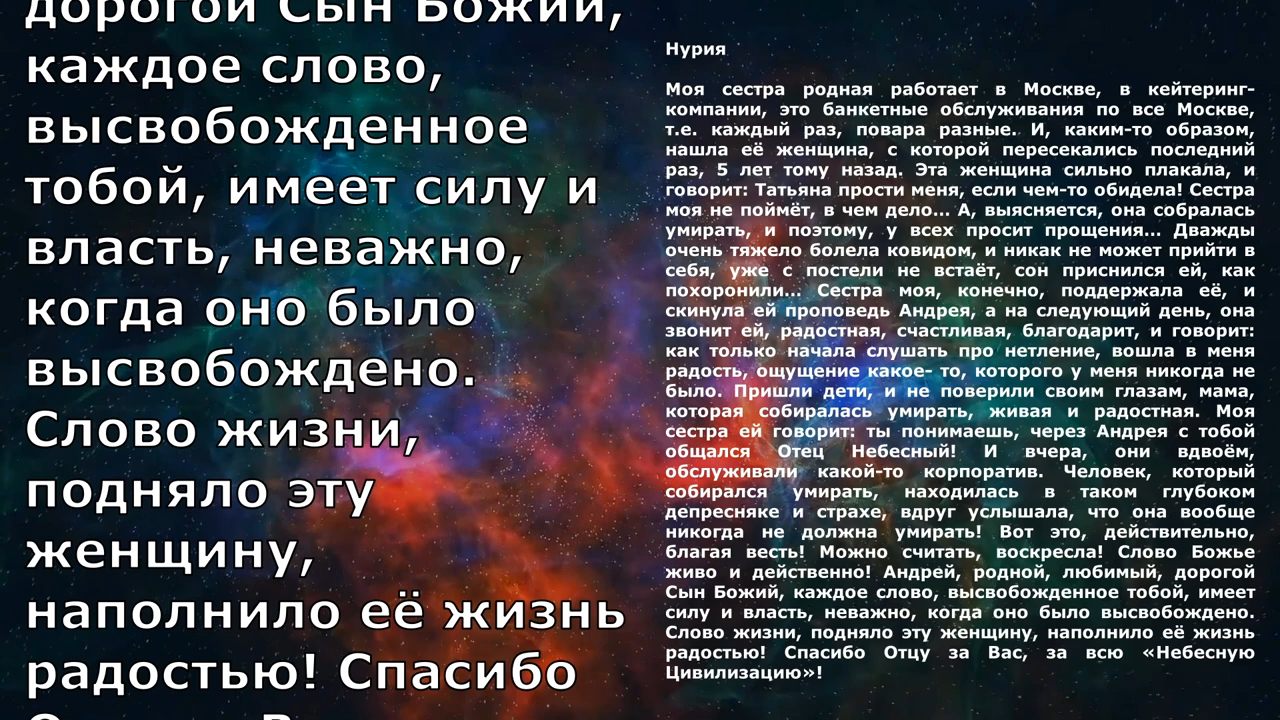 дорогой Сын Божий,
каждое слово,
высвобожденное
тобой, имеет силу и
власть, неважно,
когда оно было
высвобождено.
Слово жизни,
подняло эту
женщину,
наполнило её жизнь
радостью! Спасибо
Нурия
Моя сестра родная работает в Москве, в кейтеринг-
компании, это банкетные обслуживания по все Москве,
т.е. каждый раз, повара разные. И, каким-то образом,
нашла её женщина, с которой пересекались последний
раз, 5 лет тому назад. Эта женщина сильно плакала, и
говорит: Татьяна прости меня, если чем-то обидела! Сестра
моя не поймёт, в чем дело... А, выясняется, она собралась
умирать, и поэтому, у всех просит прощения... Дважды
очень тяжело болела ковидом, и никак не может прийти в
себя, уже с постели не встаёт, сон приснился ей, как
похоронили... Сестра моя, конечно, поддержала её, и
скинула ей проповедь Андрея, а на следующий день, она
звонит ей, радостная, счастливая, благодарит, и говорит:
как только начала слушать про нетление, вошла в меня
радость, ощущение какое- то, которого у меня никогда не
было. Пришли дети, и не поверили своим глазам, мама,
которая собиралась умирать, живая и радостная. Моя
сестра ей говорит: ты понимаешь, через Андрея с тобой
общался Отец Небесный! И вчера, они вдвоём,
обслуживали какой-то корпоратив. Человек, который
собирался умирать, находилась в таком глубоком
депресняке и страхе, вдруг услышала, что она вообще
никогда не должна умирать! Вот это, действительно,
благая весть! Можно считать, воскресла! Слово Божье
живо и действенно! Андрей, родной, любимый, дорогой
Сын Божий, каждое слово, высвобожденное тобой, имеет
силу и власть, неважно, когда оно было высвобождено.
Слово жизни, подняло эту женщину, наполнило её жизнь
радостью! Спасибо Отцу за Вас, за всю «Небесную
Цивилизацию»!